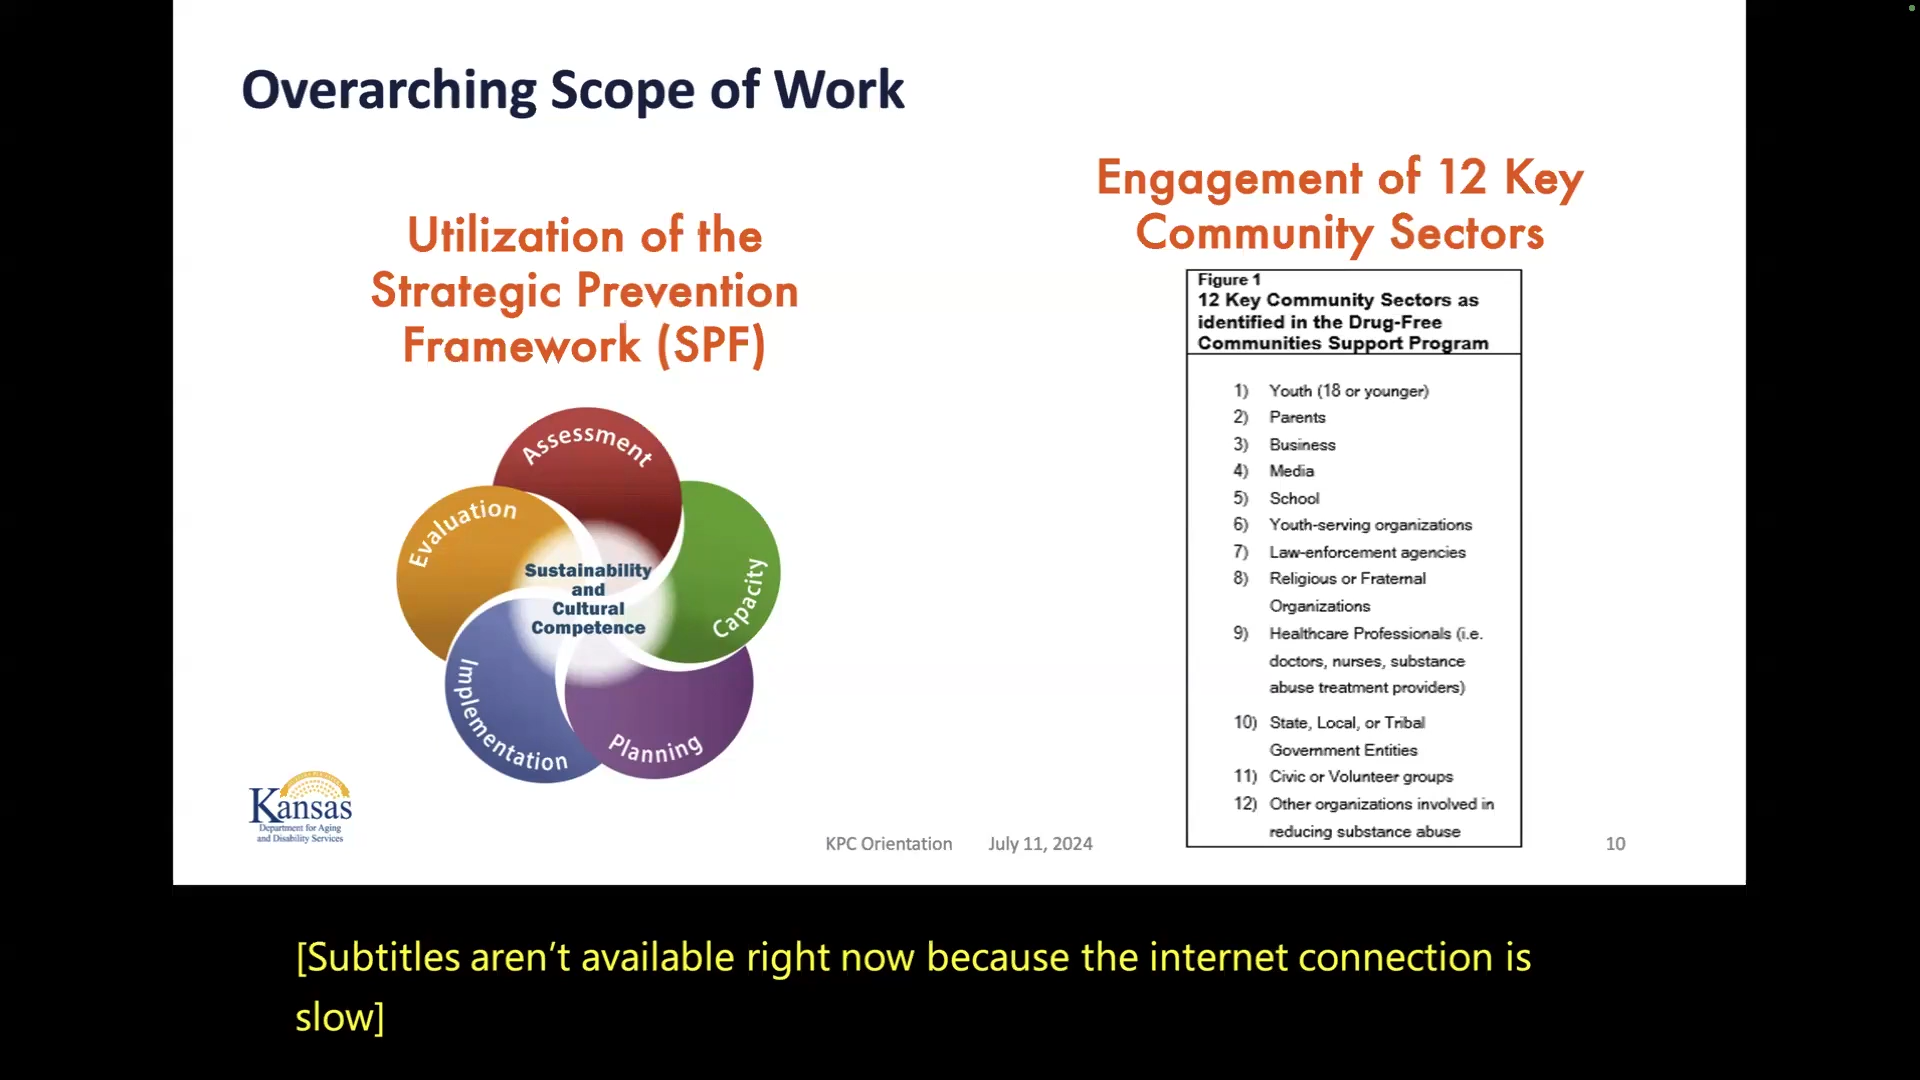 Overarching Scope of Work
Utilization of the
Strategic Prevention
Framework (SPF)
Assessment
Capacity
Planning
Implementation
Evaluation
Sustainability
and
Cultural
Competence
Engagement of 12 Key
Community Sectors
Figure 1
12 Key Community Sectors as
identified in the Drug-Free
Communities Support Program
1) Youth (18 or younger)
2) Parents
3) Business
4) Media
5) School
6) Youth-serving organizations
7) Law-enforcement agencies
8) Religious or Fraternal
Organizations
9) Healthcare Professionals (i.e.
doctors, nurses, substance
abuse treatment providers)
10) State, Local, or Tribal
Government Entities
11) Civic or Volunteer groups
12) Other organizations involved in
reducing substance abuse
Kansas
Department for Aging
and Disability Services
KPC Orientation July 11, 2024
10
[Subtitles aren’t available right now because the internet connection is
slow]